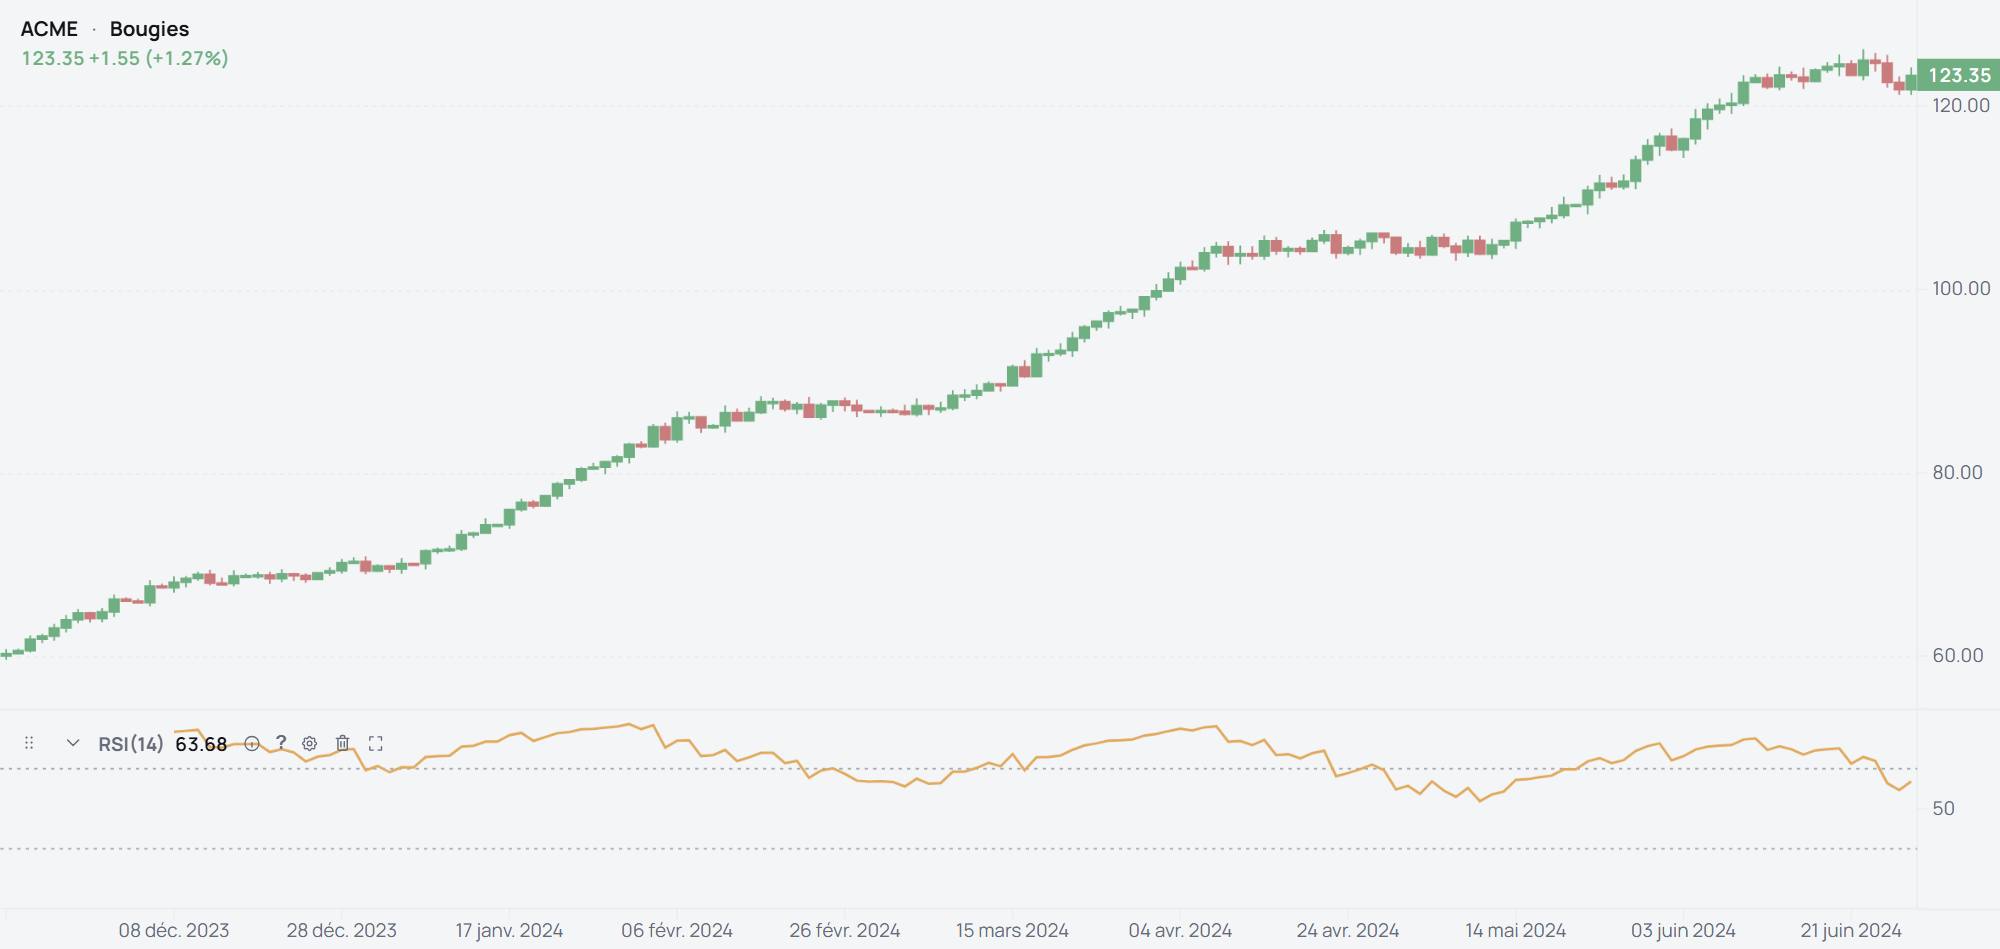 ACME · Bougies
123.35 +1.55 (+1.27%)
123.35
120.00
100.00
80.00
60.00
RSI(14) 63.68
50
08 déc. 2023 28 déc. 2023 17 janv. 2024 06 févr. 2024 26 févr. 2024 15 mars 2024 04 avr. 2024 24 avr. 2024 14 mai 2024 03 juin 2024 21 juin 2024